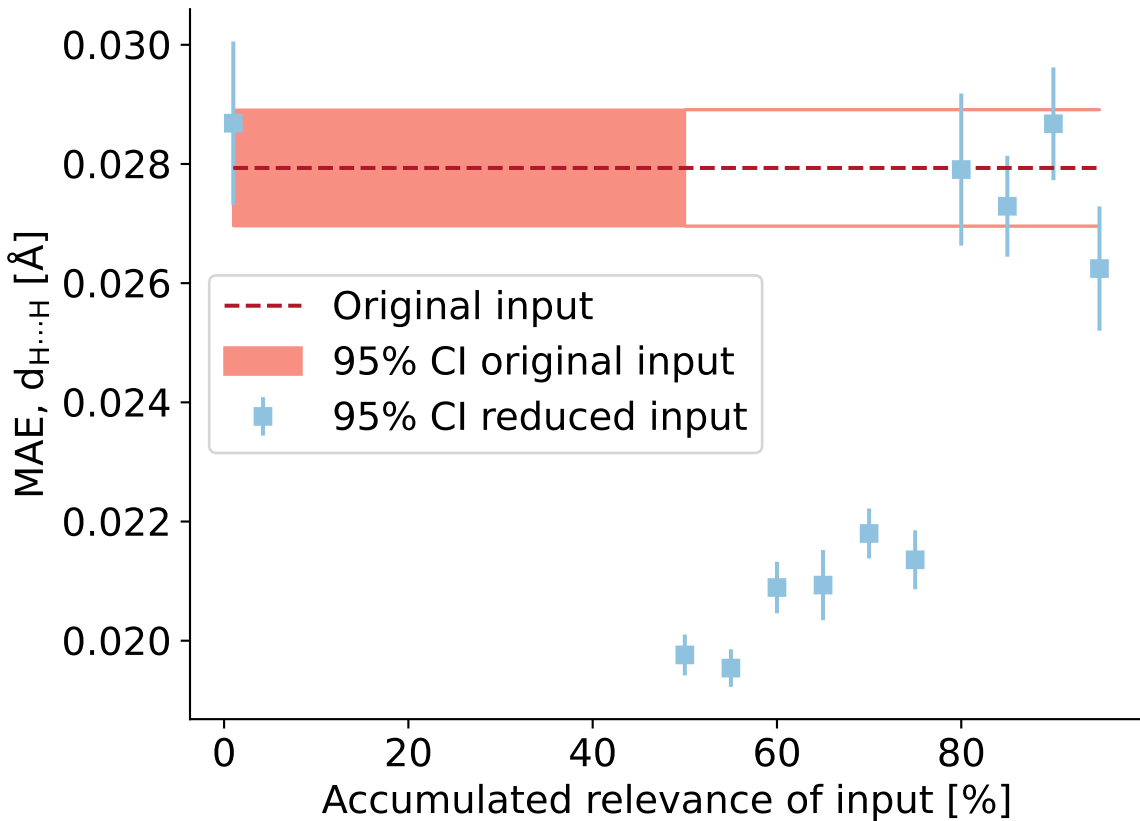 0.030
0.028
0.026
0.024
0.022
0.020
MAE, d_{H···H} [Å]
Original input
95% CI original input
95% CI reduced input
0 20 40 60 80
Accumulated relevance of input [%]